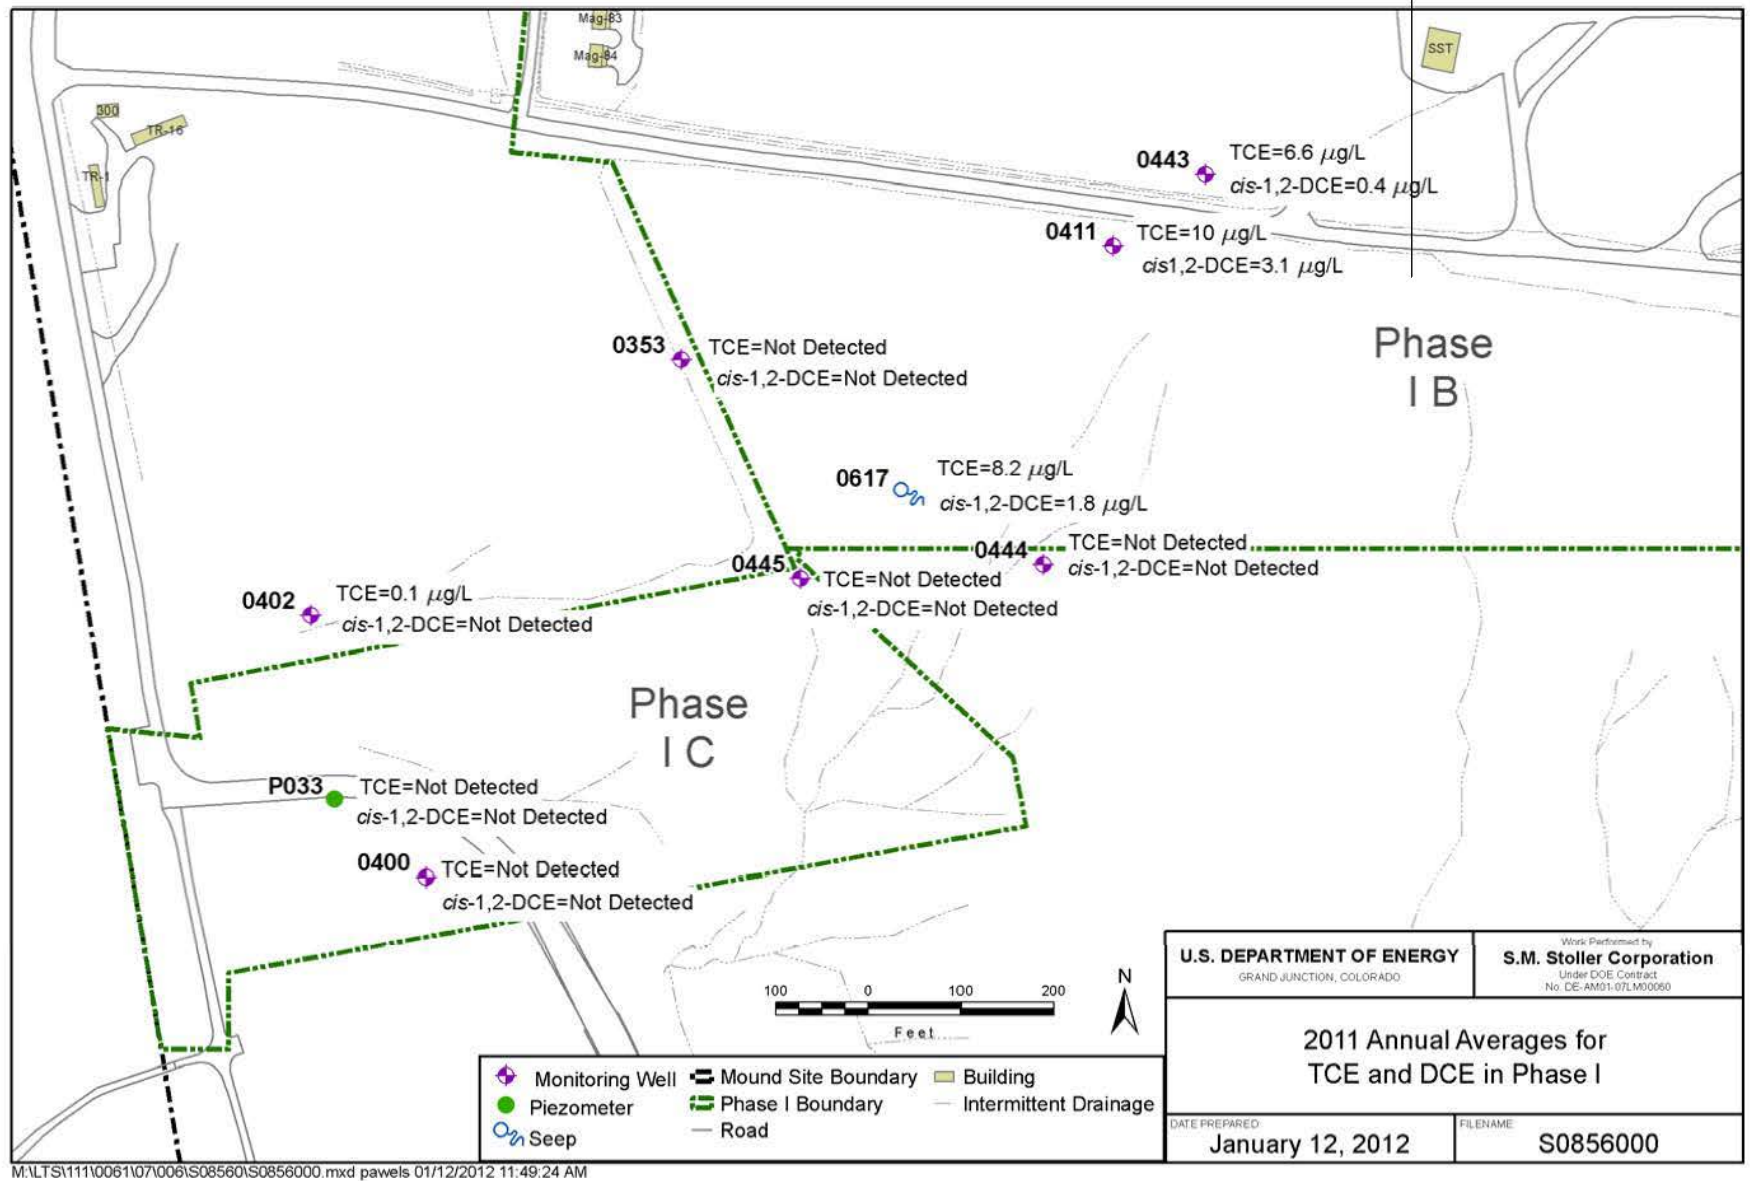 Mag-83
Mag-84
SST
300
TR-16
TR-1
0443
TCE=6.6 µg/L
cis-1,2-DCE=0.4 µg/L
0411
TCE=10 µg/L
cis1,2-DCE=3.1 µg/L
Phase
I B
0353
TCE=Not Detected
cis-1,2-DCE=Not Detected
0617
TCE=8.2 µg/L
cis-1,2-DCE=1.8 µg/L
0444
TCE=Not Detected
cis-1,2-DCE=Not Detected
0445
TCE=Not Detected
cis-1,2-DCE=Not Detected
0402
TCE=0.1 µg/L
cis-1,2-DCE=Not Detected
Phase
I C
P033
TCE=Not Detected
cis-1,2-DCE=Not Detected
0400
TCE=Not Detected
cis-1,2-DCE=Not Detected
100 0 100 200
Feet
N
Monitoring Well
Piezometer
Seep
Mound Site Boundary
Phase I Boundary
Road
Building
Intermittent Drainage
U.S. DEPARTMENT OF ENERGY
GRAND JUNCTION, COLORADO
Work Performed by
S.M. Stoller Corporation
Under DOE Contract
No. DE-AM01-07LM00060
2011 Annual Averages for
TCE and DCE in Phase I
DATE PREPARED
January 12, 2012
FILENAME
S0856000
M:\LTS\111\0061\07\006\S08560\S0856000.mxd pawels 01/12/2012 11:49:24 AM